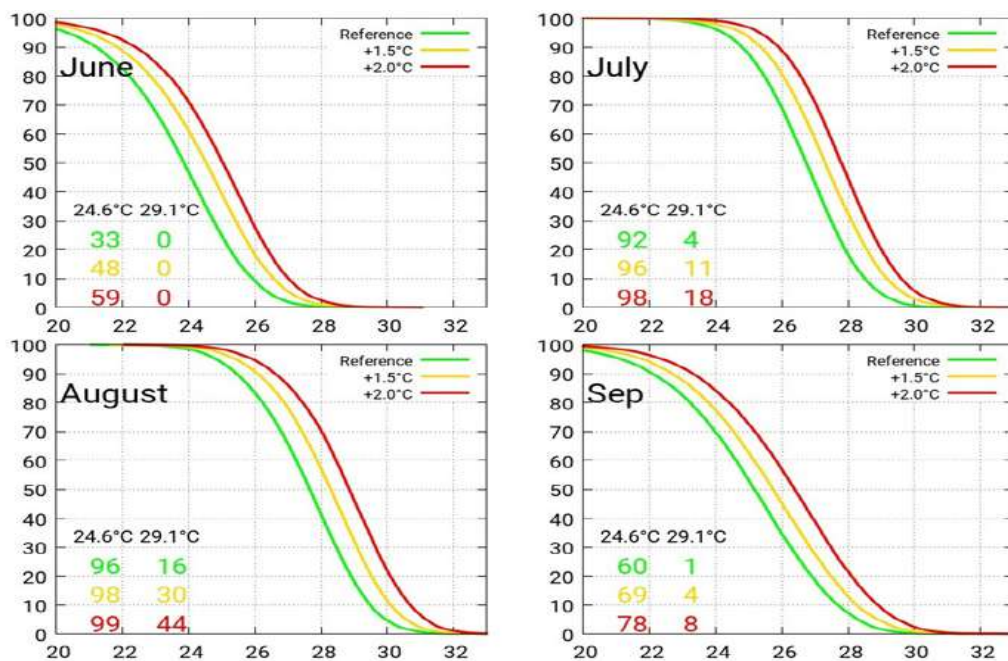 100
90
80
70
60
50
40
30
20
10
0
June
Reference
+1.5°C
+2.0°C
24.6°C 29.1°C
33 0
48 0
59 0
20 22 24 26 28 30 32
100
90
80
70
60
50
40
30
20
10
0
July
Reference
+1.5°C
+2.0°C
24.6°C 29.1°C
92 4
96 11
98 18
20 22 24 26 28 30 32
100
90
80
70
60
50
40
30
20
10
0
August
Reference
+1.5°C
+2.0°C
24.6°C 29.1°C
96 16
98 30
99 44
20 22 24 26 28 30 32
100
90
80
70
60
50
40
30
20
10
0
Sep
Reference
+1.5°C
+2.0°C
24.6°C 29.1°C
60 1
69 4
78 8
20 22 24 26 28 30 32